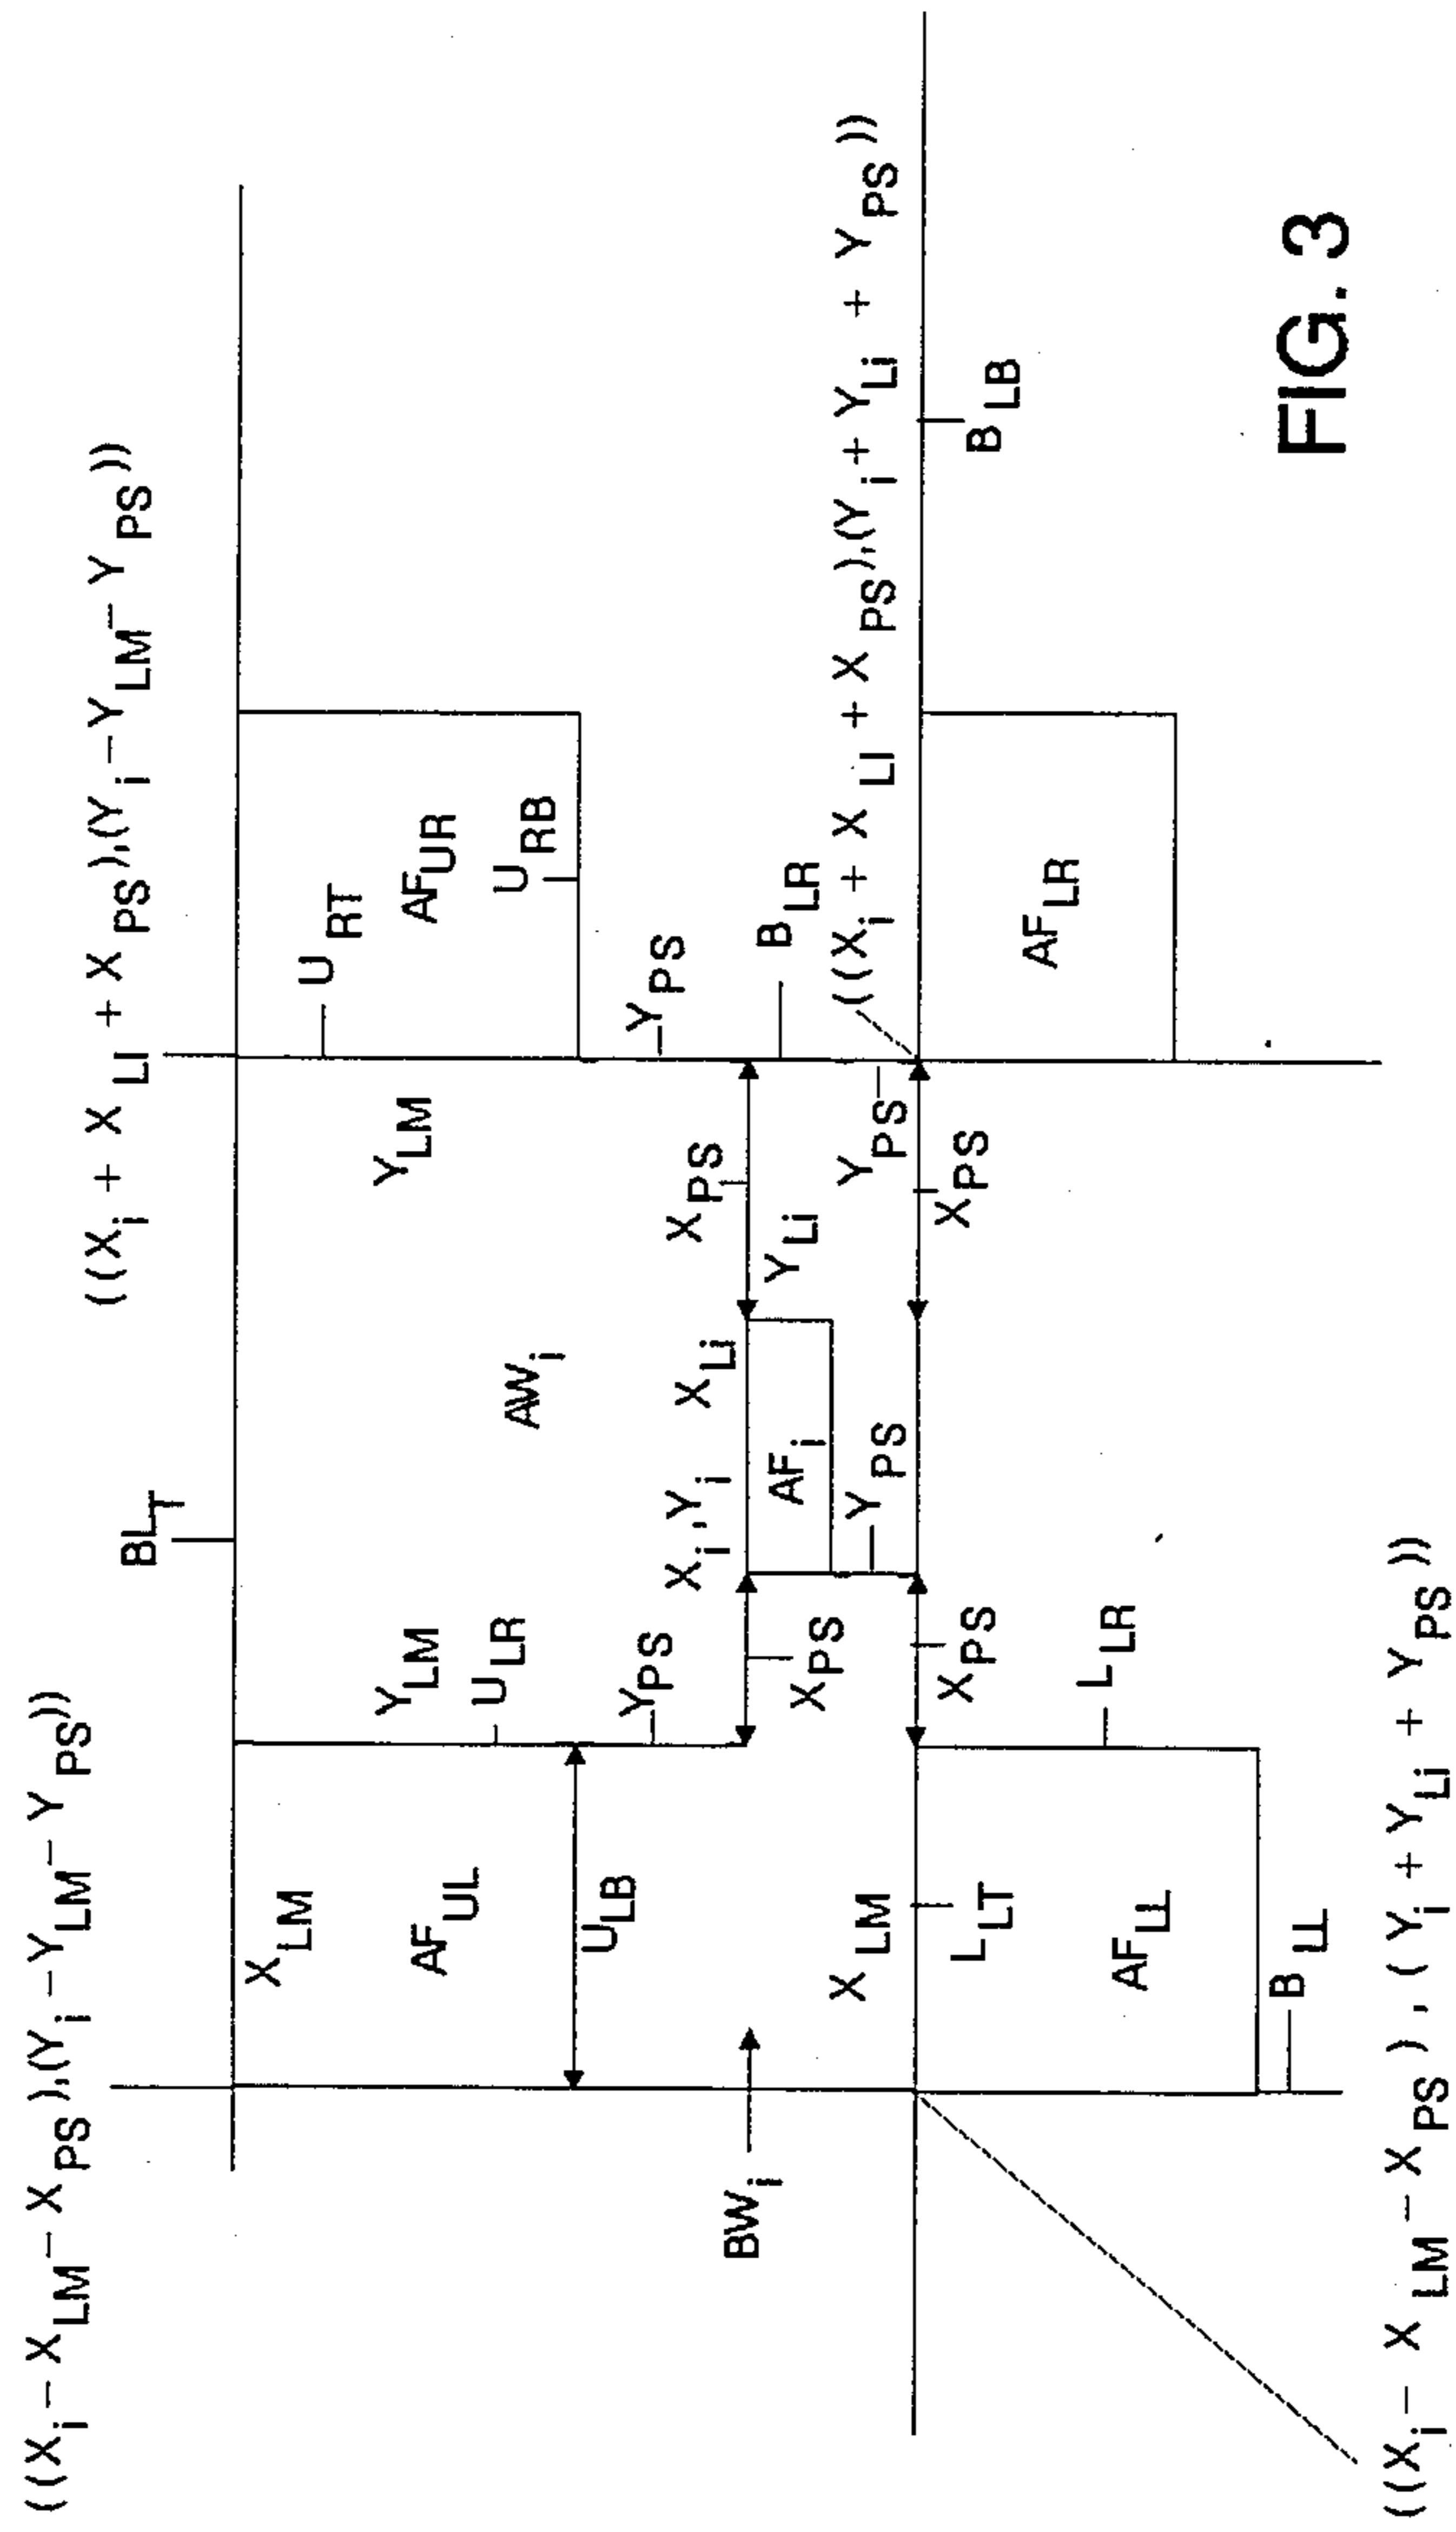 ((X_i − X_LM − X_PS),(Y_i − Y_LM − Y_PS))
((X_i + X_LI + X_PS),(Y_i − Y_LM − Y_PS))
BL_T
X_LM
Y_LM
Y_LM
U_RT
AF_UL
U_LR
AW_i
AF_UR
U_LB
U_RB
Y_PS
Y_PS
X_i,Y_i
X_Li
X_PS
BW_i
X_PS
AF_i
Y_Li
B_LR
X_LM
Y_PS
Y_PS
((X_i + X_LI + X_PS),(Y_i + Y_Li + Y_PS))
L_LT
X_PS
X_PS
B_LB
AF_LL
L_LR
AF_LR
B_LL
((X_i − X_LM − X_PS),(Y_i + Y_Li + Y_PS))
FIG. 3